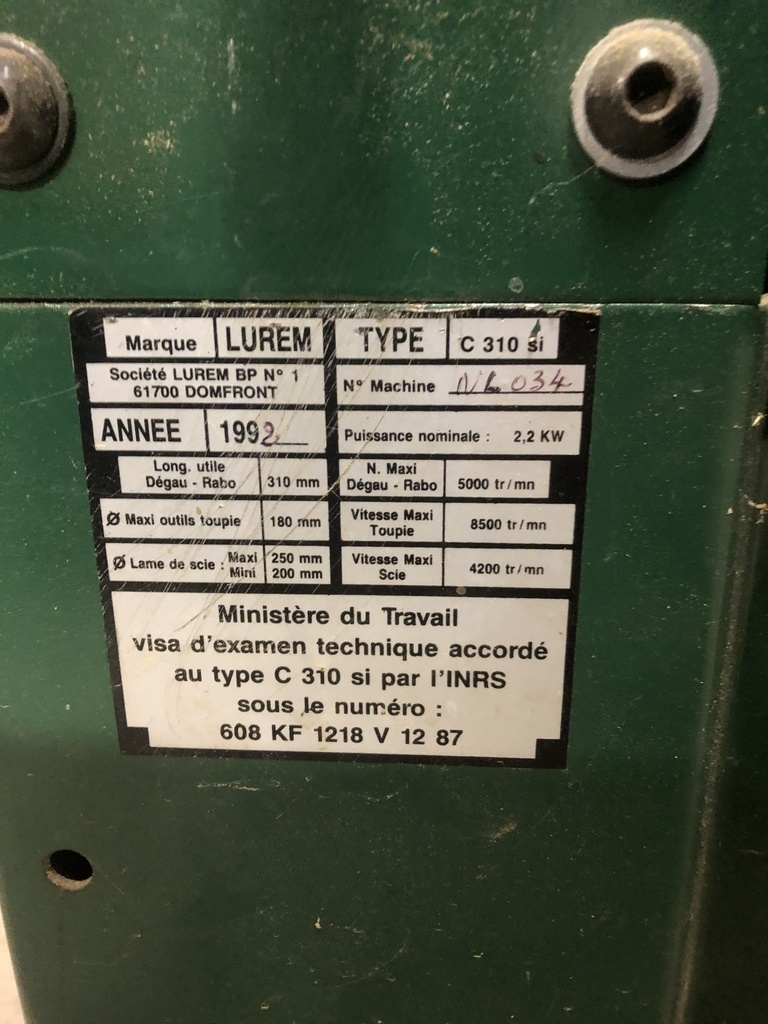 Marque LUREM TYPE C 310 si
Société LUREM BP N° 1
61700 DOMFRONT
N° Machine NL 034
ANNEE 1992
Puissance nominale : 2,2 KW
Long. utile
Dégau - Rabo 310 mm
N. Maxi
Dégau - Rabo 5000 tr/mn
Ø Maxi outils toupie 180 mm
Vitesse Maxi
Toupie 8500 tr/mn
Ø Lame de scie : Maxi 250 mm
Mini 200 mm
Vitesse Maxi
Scie 4200 tr/mn
Ministère du Travail
visa d'examen technique accordé
au type C 310 si par l'INRS
sous le numéro :
608 KF 1218 V 12 87